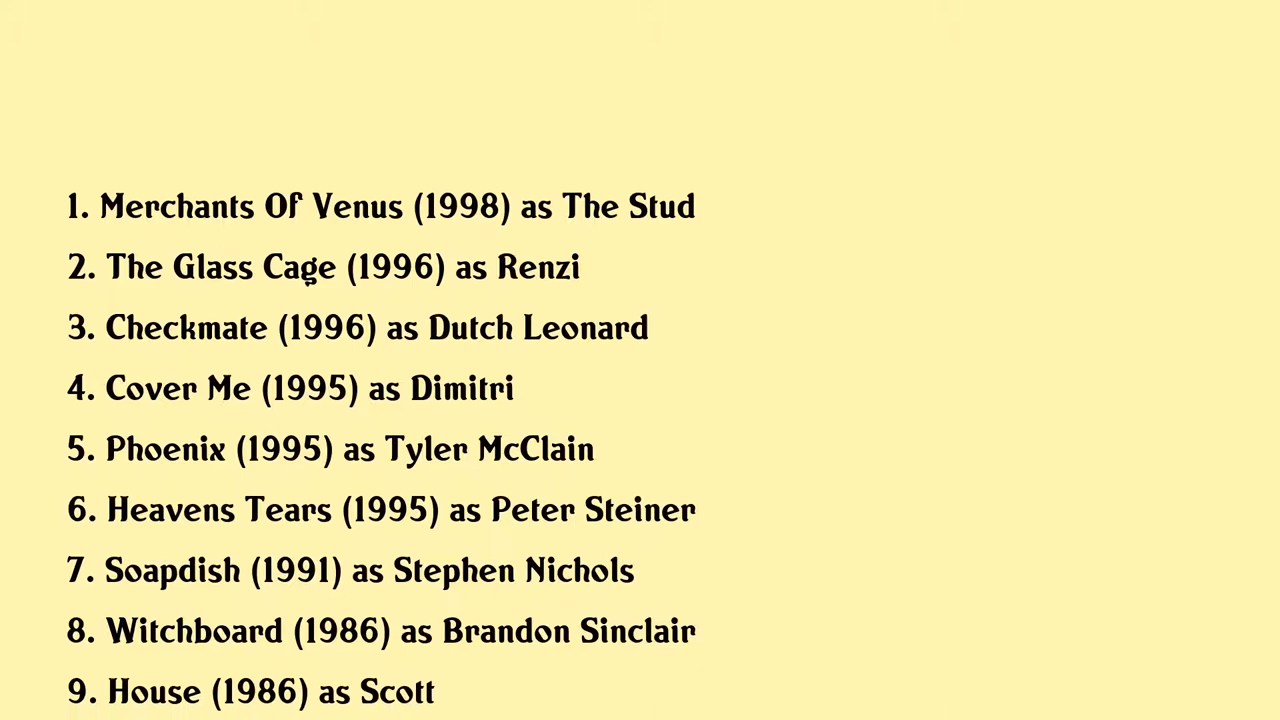 1. Merchants Of Venus (1998) as The Stud
2. The Glass Cage (1996) as Renzi
3. Checkmate (1996) as Dutch Leonard
4. Cover Me (1995) as Dimitri
5. Phoenix (1995) as Tyler McClain
6. Heavens Tears (1995) as Peter Steiner
7. Soapdish (1991) as Stephen Nichols
8. Witchboard (1986) as Brandon Sinclair
9. House (1986) as Scott